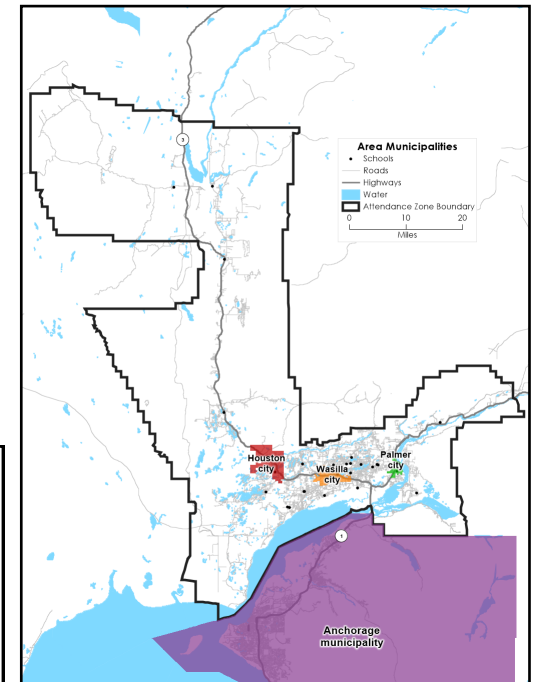 3
Area Municipalities
Schools
Roads
Highways
Water
Attendance Zone Boundary
0 10 20
Miles
Houston
city
Wasilla
city
Palmer
city
1
Anchorage
municipality